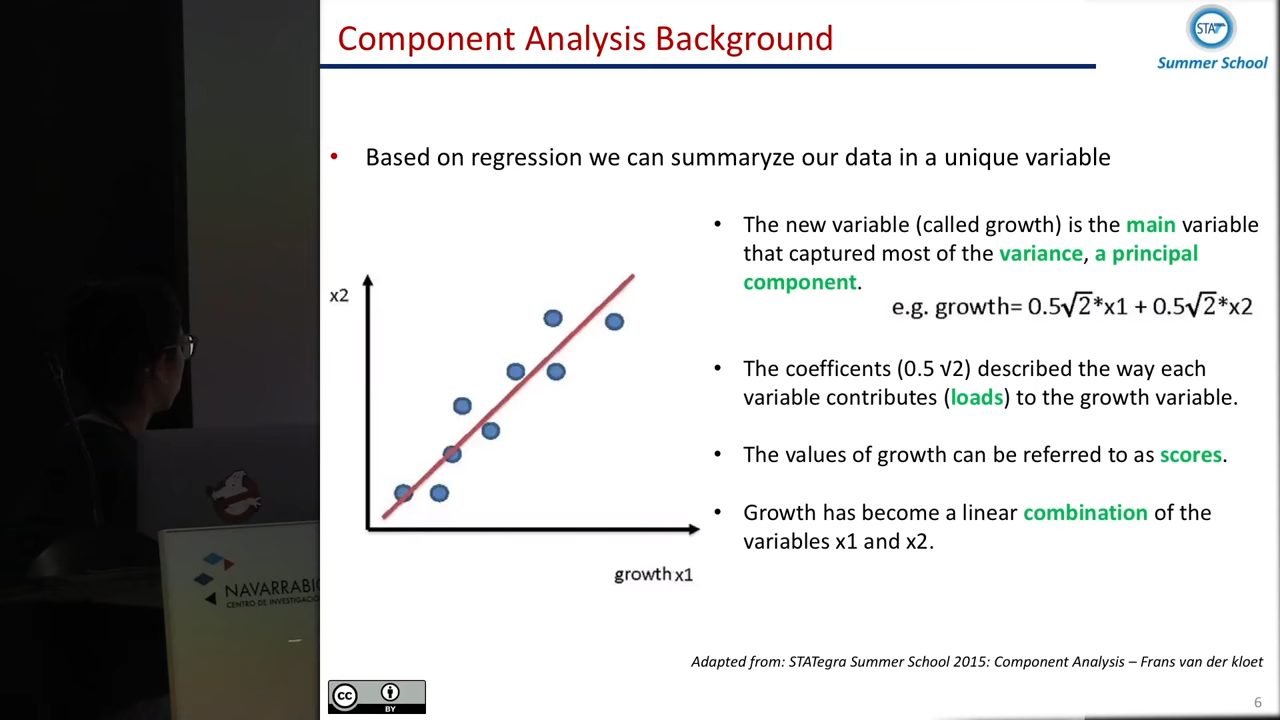 Component Analysis Background
STAT
Summer School
• Based on regression we can summaryze our data in a unique variable
• The new variable (called growth) is the main variable
that captured most of the variance, a principal
component.
e.g. growth= 0.5√2*x1 + 0.5√2*x2
• The coefficents (0.5 √2) described the way each
variable contributes (loads) to the growth variable.
• The values of growth can be referred to as scores.
• Growth has become a linear combination of the
variables x1 and x2.
x2
growth x1
NAVARRABI
CENTRO DE INVESTIGACIÓ
Adapted from: STATegra Summer School 2015: Component Analysis – Frans van der kloet
cc
BY
6